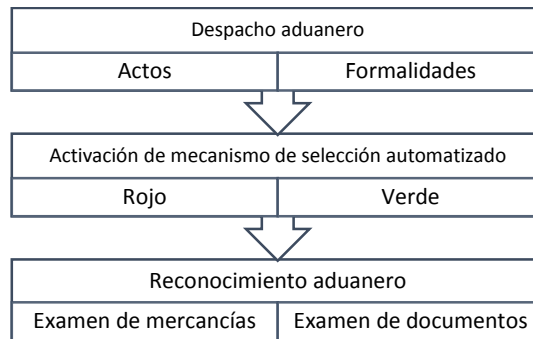 Despacho aduanero
Actos
Formalidades
Activación de mecanismo de selección automatizado
Rojo
Verde
Reconocimiento aduanero
Examen de mercancías
Examen de documentos